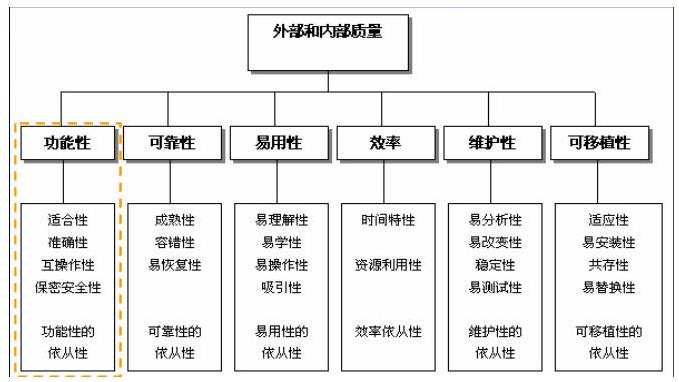 外部和内部质量
功能性
可靠性
易用性
效率
维护性
可移植性
适合性
准确性
互操作性
保密安全性
功能性的
依从性
成熟性
容错性
易恢复性
可靠性的
依从性
易理解性
易学性
易操作性
吸引性
易用性的
依从性
时间特性
资源利用性
效率依从性
易分析性
易改变性
稳定性
易测试性
维护性的
依从性
适应性
易安装性
共存性
易替换性
可移植性的
依从性